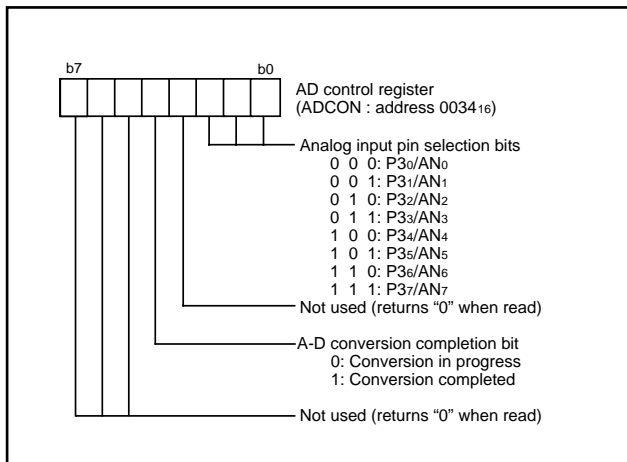 b7 b0
AD control register
(ADCON : address 0034₁₆)
Analog input pin selection bits
0 0 0: P3₀/AN₀
0 0 1: P3₁/AN₁
0 1 0: P3₂/AN₂
0 1 1: P3₃/AN₃
1 0 0: P3₄/AN₄
1 0 1: P3₅/AN₅
1 1 0: P3₆/AN₆
1 1 1: P3₇/AN₇
Not used (returns “0” when read)
A-D conversion completion bit
0: Conversion in progress
1: Conversion completed
Not used (returns “0” when read)